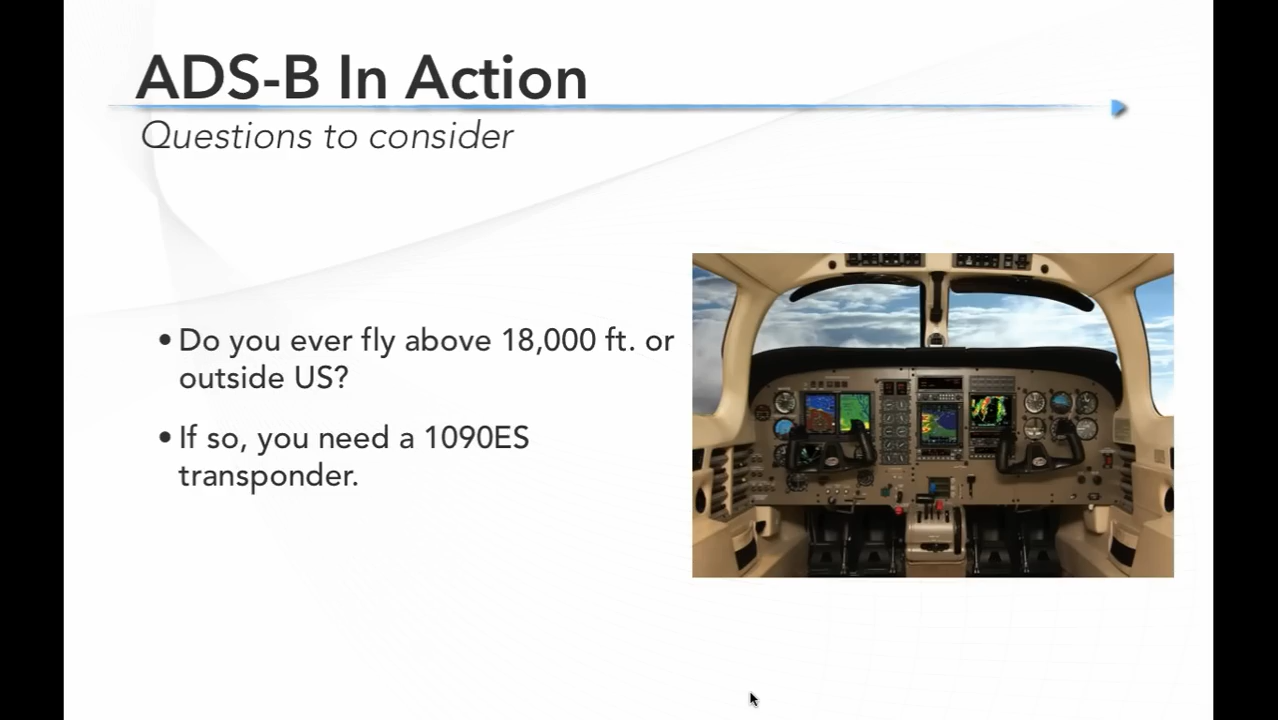 ADS-B In Action
Questions to consider
•Do you ever fly above 18,000 ft. or
outside US?
•If so, you need a 1090ES
transponder.